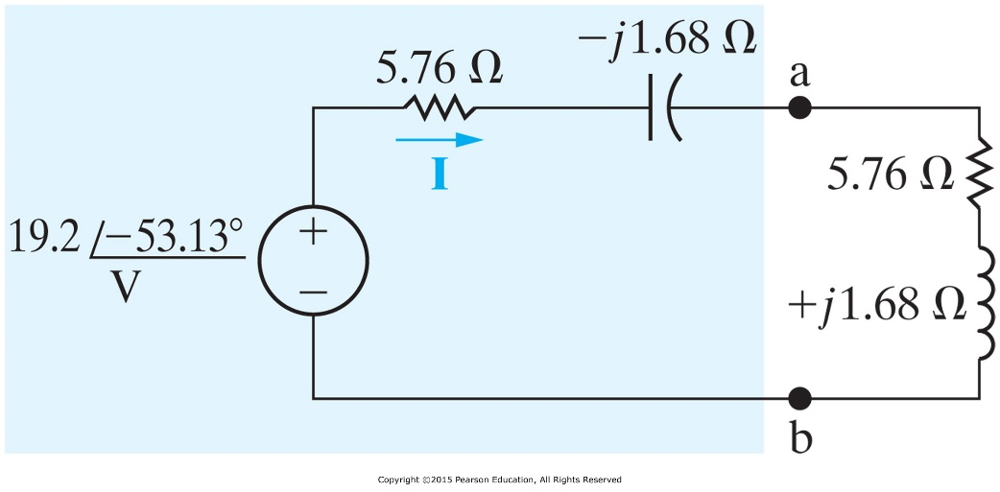 −j1.68 Ω
5.76 Ω
a
I
5.76 Ω
19.2 /−53.13°
V
+
−
+j1.68 Ω
b
Copyright ©2015 Pearson Education, All Rights Reserved